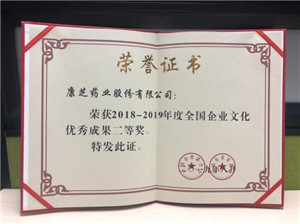 荣誉证书
康芝药业股份有限公司：
荣获2018-2019年度全国企业文化
优秀成果二等奖。
特发此证。